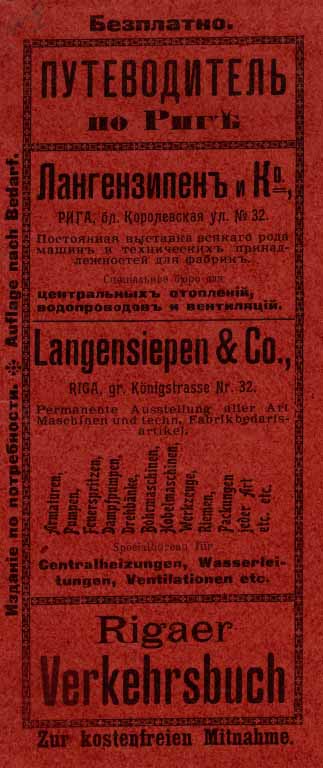 Безплатно.
ПУТЕВОДИТЕЛЬ
по Ригѣ
Лангензипенъ и Ко.,
РИГА, бл. Королевская ул. № 32.
Постоянная выставка всякаго рода
машинъ и техническихъ принад-
лежностей для фабрикъ.
Спеціальное бюро для
центральныхъ отопленій,
водопроводовъ и вентиляцій.
Langensiepen & Co.,
RIGA, gr. Königstrasse Nr. 32.
Permanente Ausstellung aller Art
Maschinen und techn. Fabrikbedarfs-
artikel.
Armaturen,
Pumpen,
Feuerspritzen,
Dampfpumpen,
Drehbänke,
Bohrmaschinen,
Hobelmaschinen,
Werkzeuge,
Riemen,
Packungen
jeder Art
etc. etc.
Specialbureau für
Centralheizungen, Wasserlei-
tungen, Ventilationen etc.
Rigaer
Verkehrsbuch
Zur kostenfreien Mitnahme.
Изданіе по потребности. Auflage nach Bedarf.